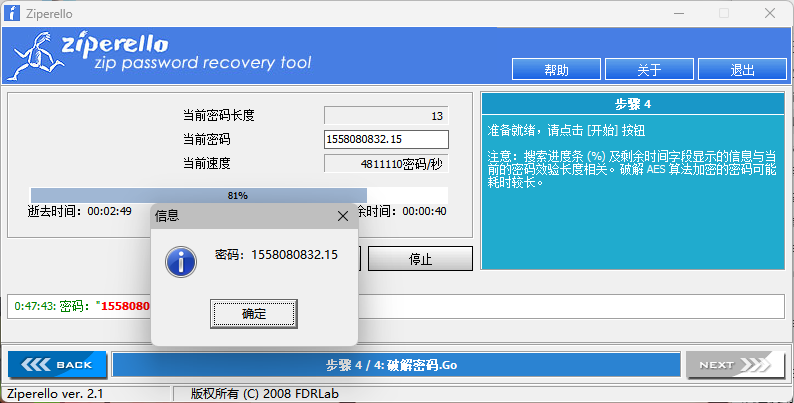 Ziperello
ziperello
zip password recovery tool
帮助
关于
退出
当前密码长度
13
当前密码
1558080832.15
当前速度
4811110密码/秒
81%
逝去时间：00:02:49
余时间：00:00:40
步骤 4
准备就绪，请点击 [开始] 按钮
注意：搜索进度条 (%) 及剩余时间字段显示的信息与当
前的密码效验长度相关。破解 AES 算法加密的密码可能
耗时较长。
信息
密码：1558080832.15
确定
停止
0:47:43: 密码："155808
BACK
步骤 4 / 4: 破解密码.Go
NEXT
Ziperello ver. 2.1
版权所有 (C) 2008 FDRLab